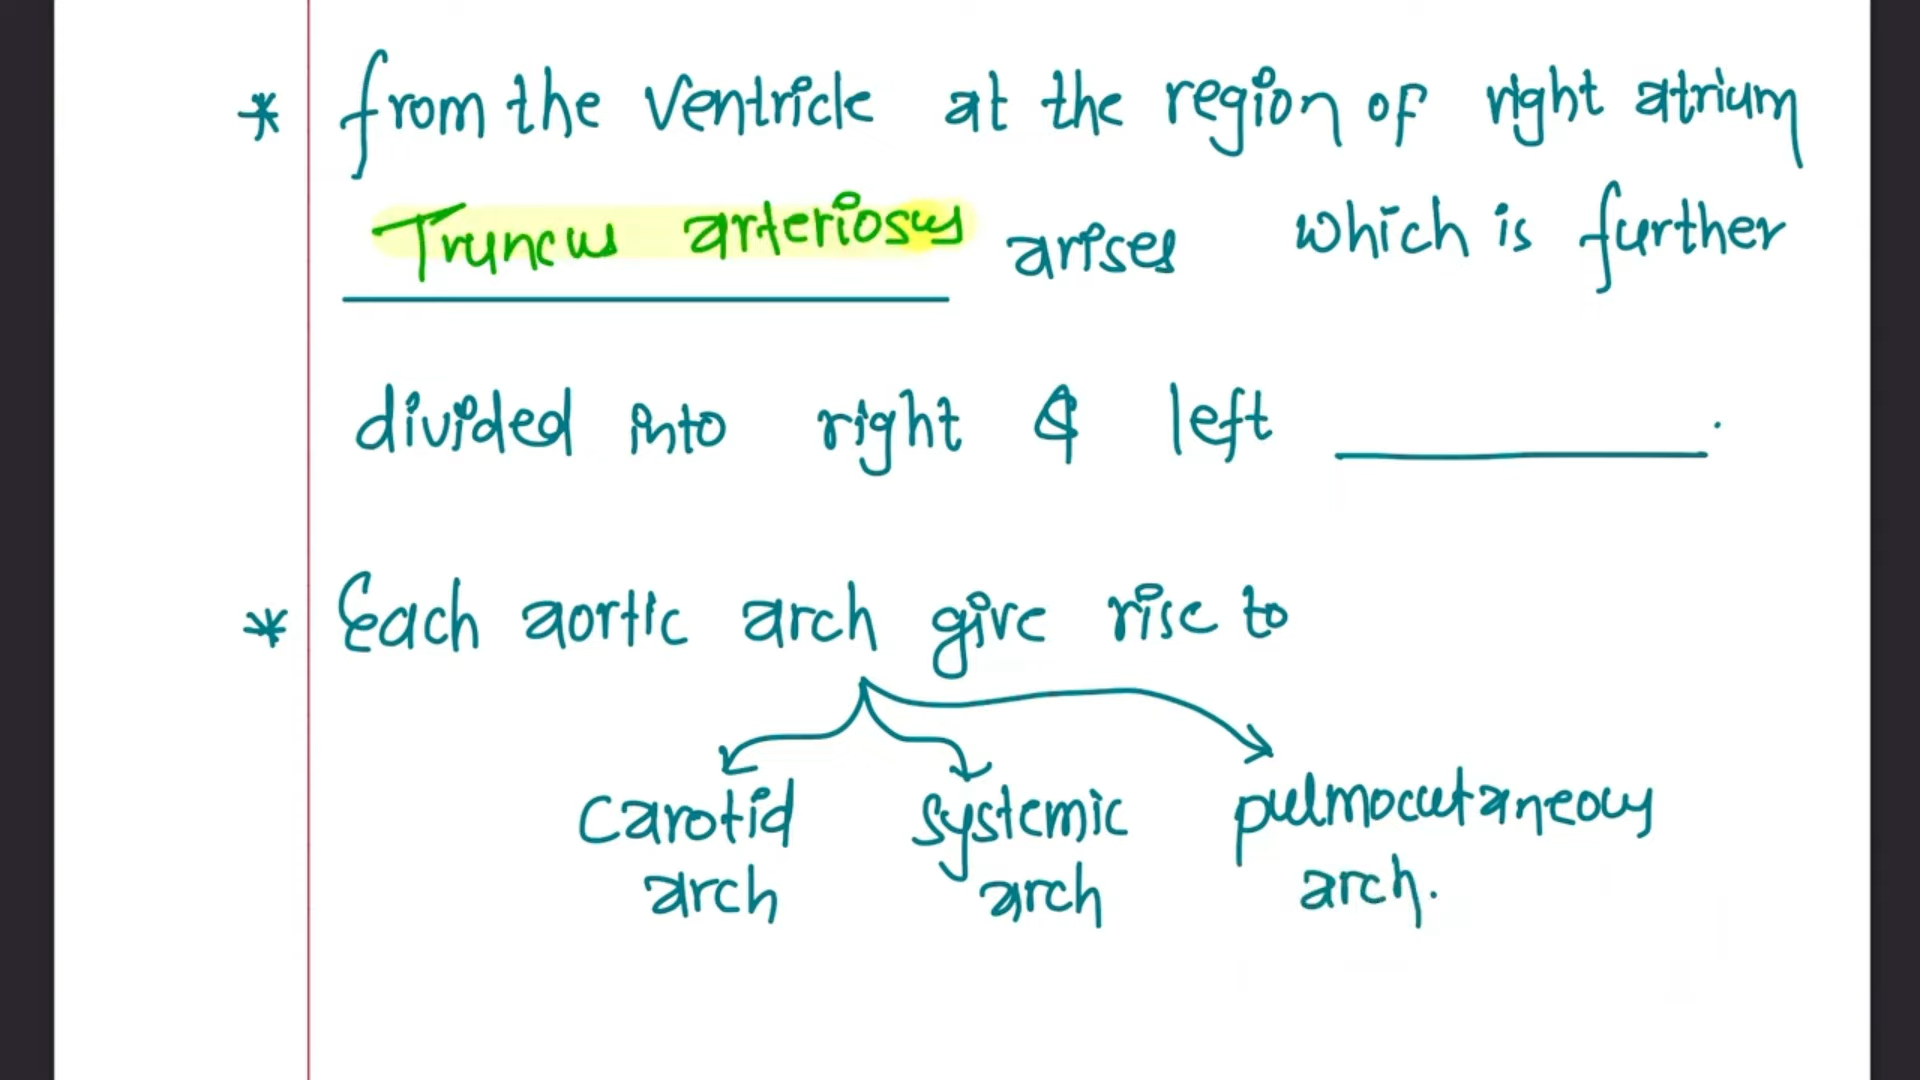 * from the ventricle at the region of right atrium
Truncus arteriosus arises which is further
divided into right & left ________.
* Each aortic arch give rise to
carotid arch
systemic arch
pulmocutaneous arch.